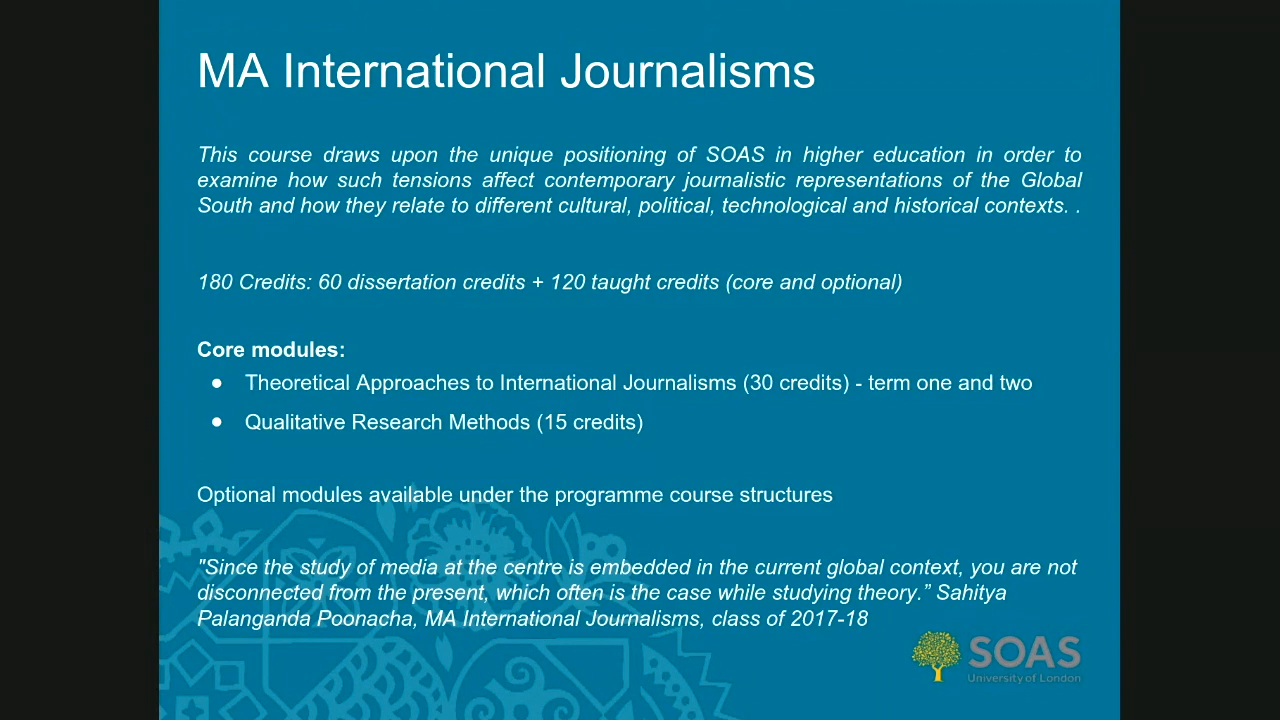 MA International Journalisms
This course draws upon the unique positioning of SOAS in higher education in order to
examine how such tensions affect contemporary journalistic representations of the Global
South and how they relate to different cultural, political, technological and historical contexts. .
180 Credits: 60 dissertation credits + 120 taught credits (core and optional)
Core modules:
● Theoretical Approaches to International Journalisms (30 credits) - term one and two
● Qualitative Research Methods (15 credits)
Optional modules available under the programme course structures
"Since the study of media at the centre is embedded in the current global context, you are not
disconnected from the present, which often is the case while studying theory.” Sahitya
Palanganda Poonacha, MA International Journalisms, class of 2017-18
SOAS
University of London